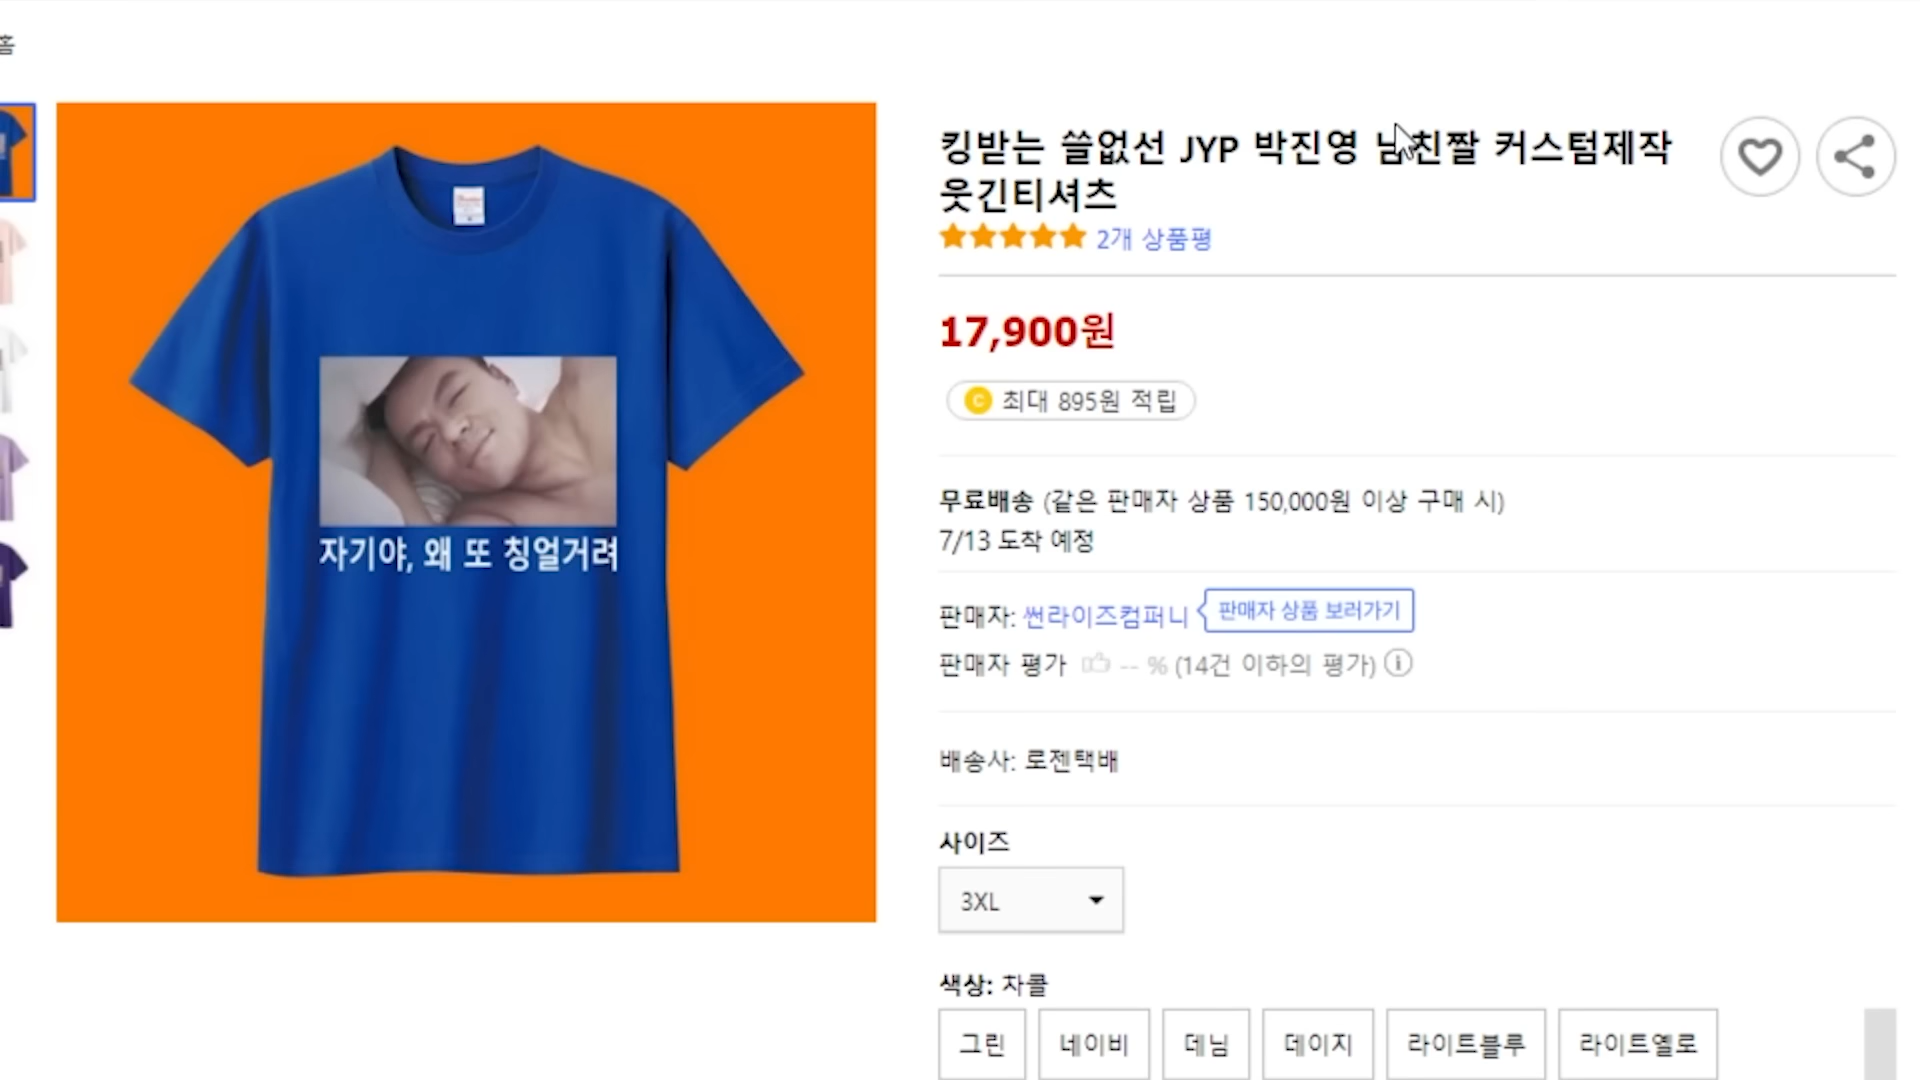 홈
킹받는 쓸없선 JYP 박진영 남친짤 커스텀제작
웃긴티셔츠
2개 상품평
17,900원
C 최대 895원 적립
무료배송 (같은 판매자 상품 150,000원 이상 구매 시)
7/13 도착 예정
판매자: 썬라이즈컴퍼니 판매자 상품 보러가기
판매자 평가 -- % (14건 이하의 평가)
배송사: 로젠택배
사이즈
3XL
색상: 차콜
그린 네이비 데님 데이지 라이트블루 라이트옐로
자기야, 왜 또 칭얼거려